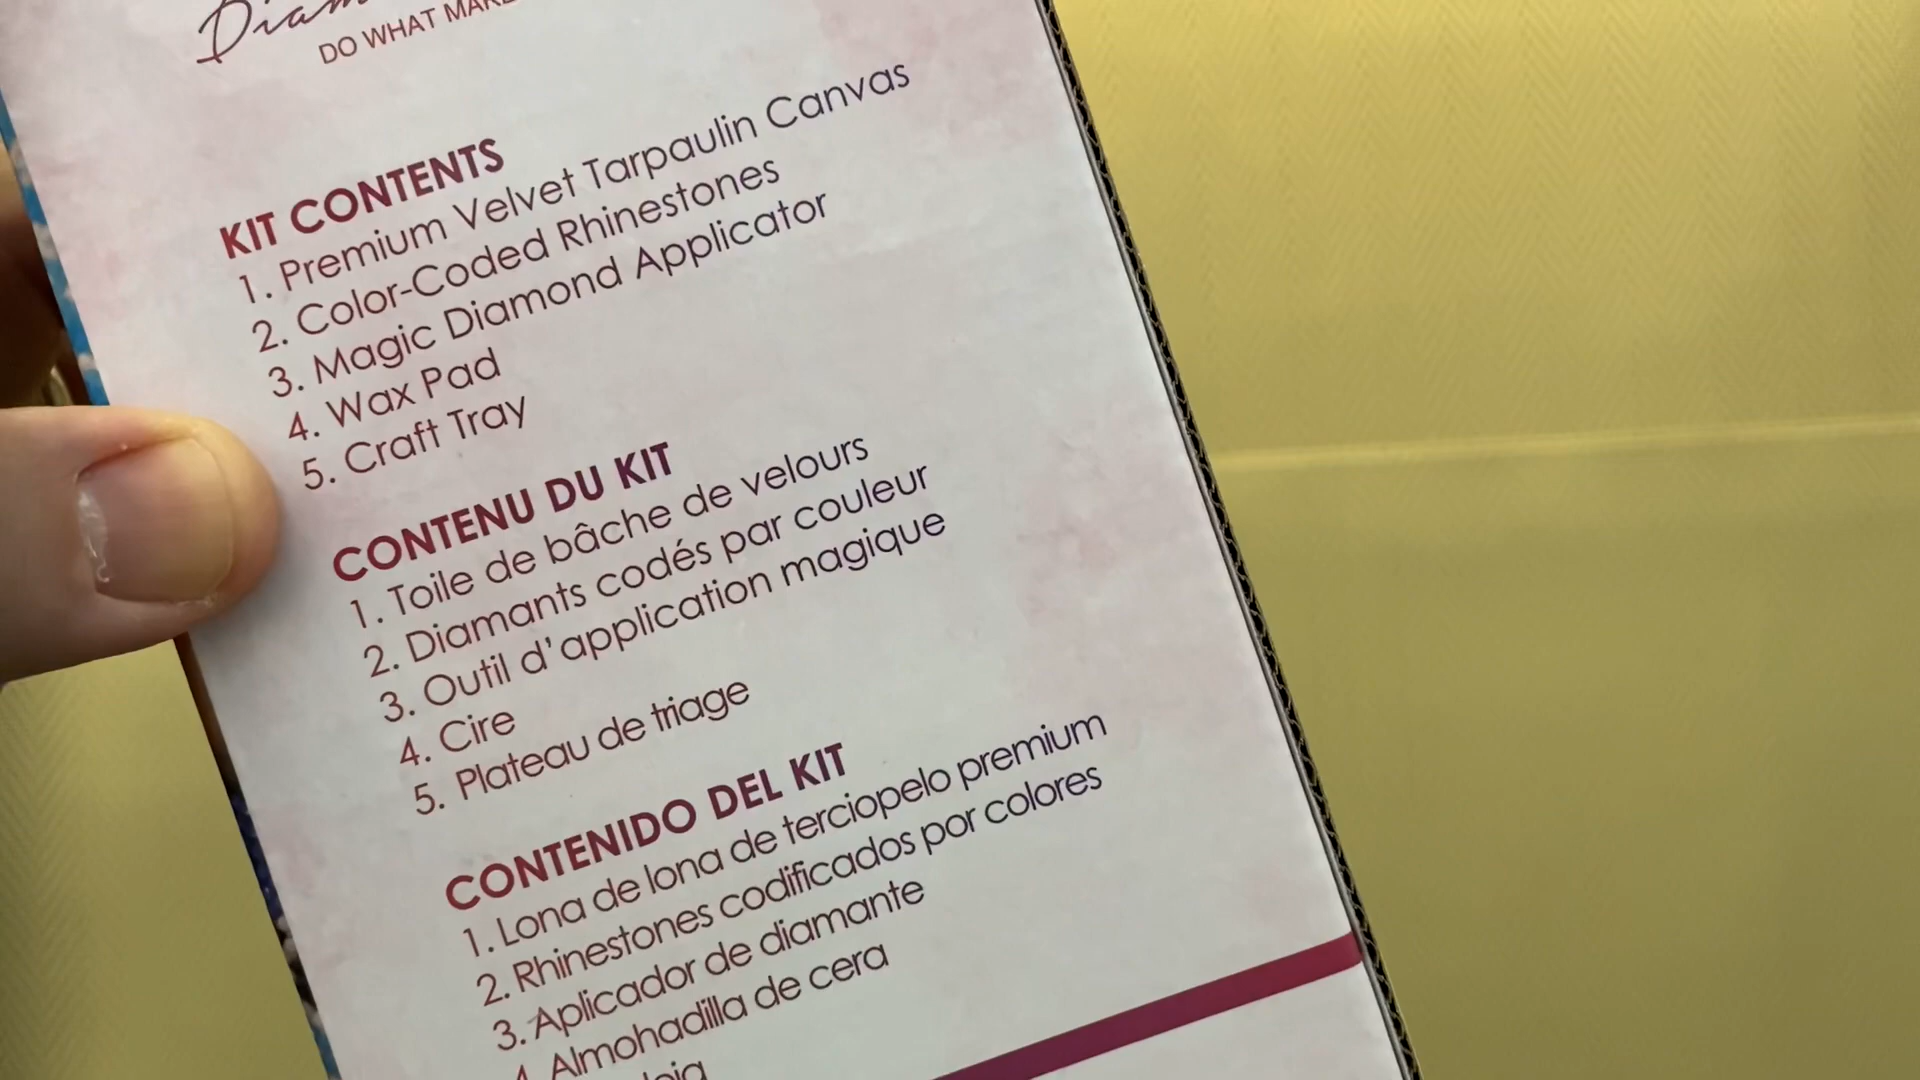 DO WHAT
KIT CONTENTS
1. Premium Velvet Tarpaulin Canvas
2. Color-Coded Rhinestones
3. Magic Diamond Applicator
4. Wax Pad
5. Craft Tray
CONTENU DU KIT
1. Toile de bâche de velours
2. Diamants codés par couleur
3. Outil d'application magique
4. Cire
5. Plateau de triage
CONTENIDO DEL KIT
1. Lona de lona de terciopelo premium
2. Rhinestones codificados por colores
3. Aplicador de diamante
4. Almohadilla de cera